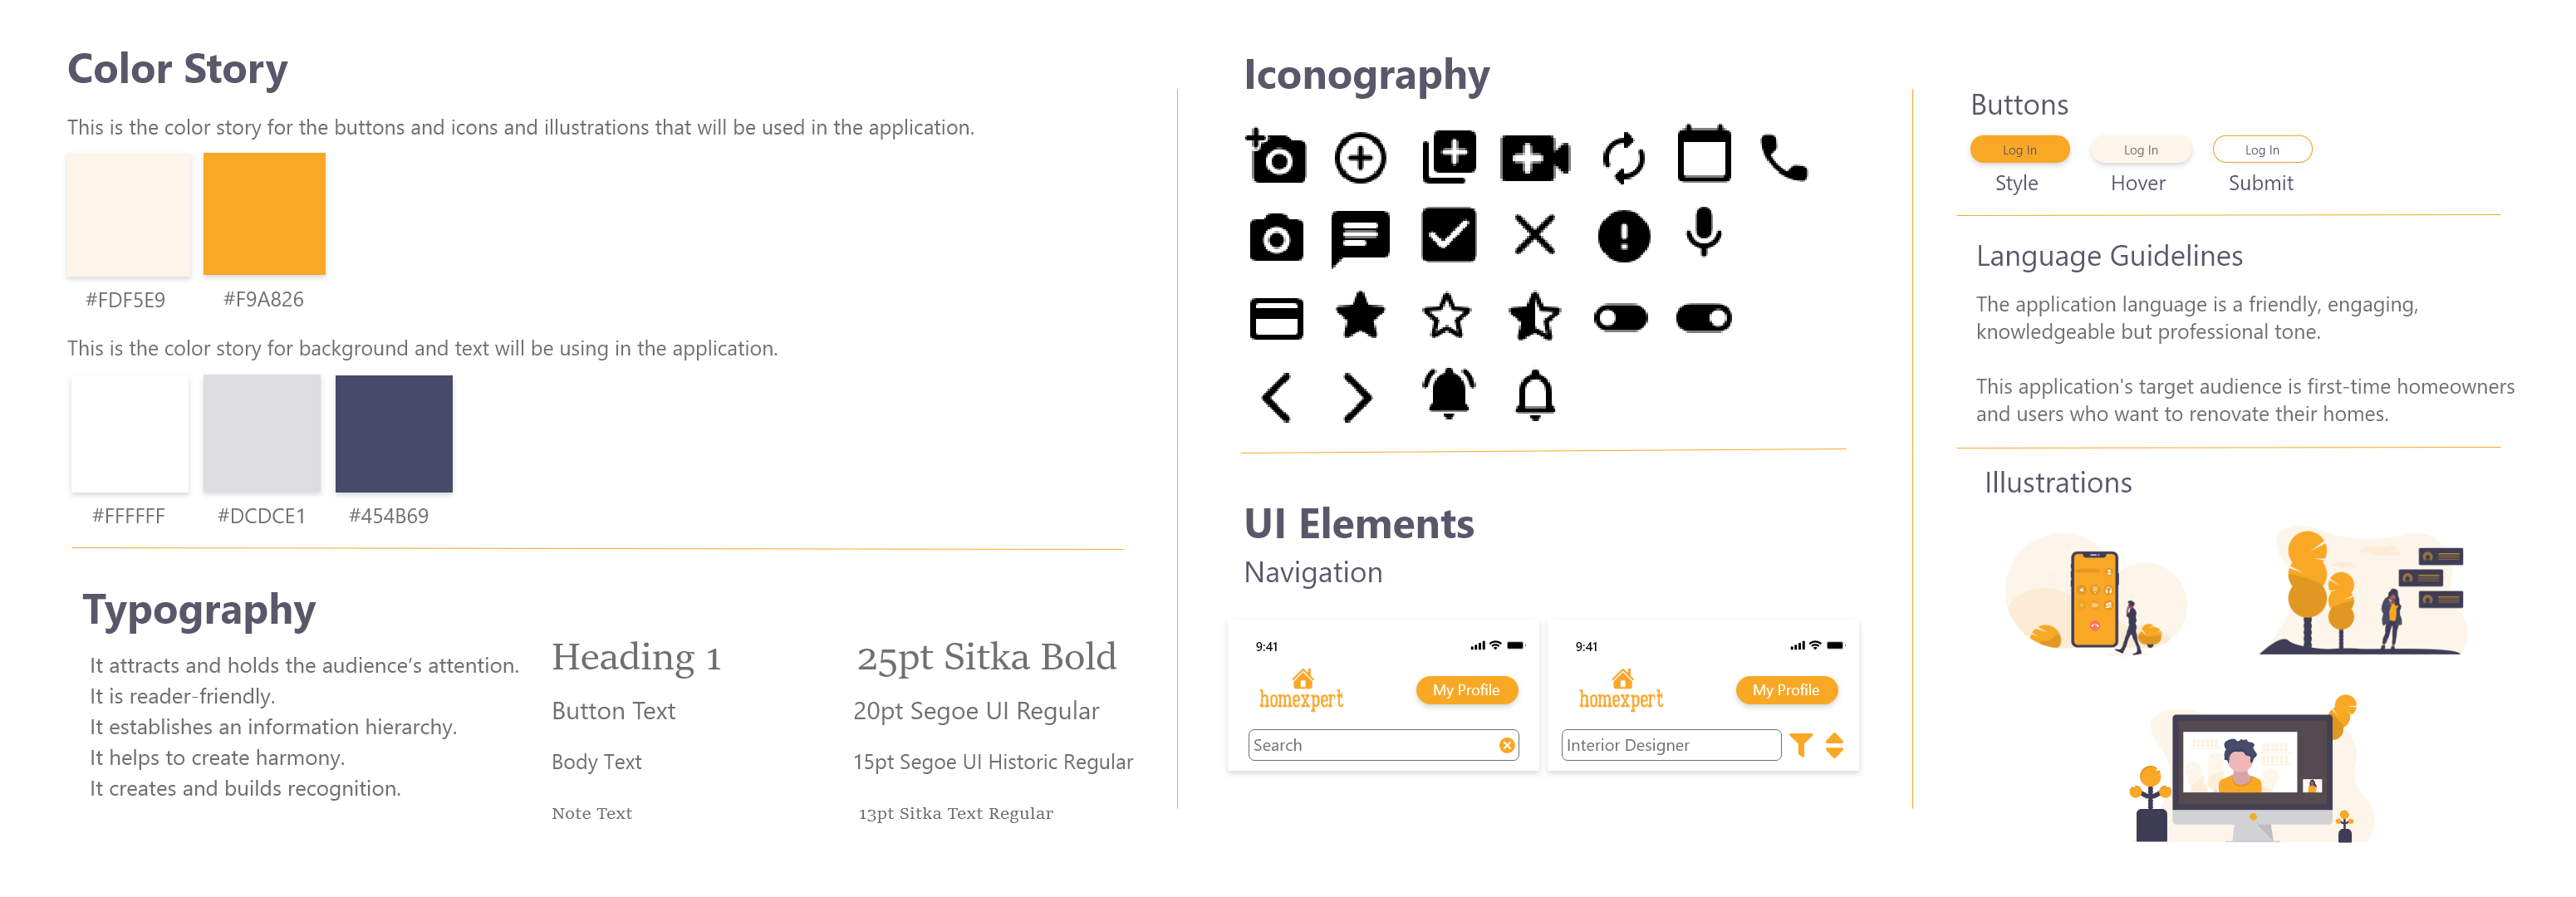 Color Story
This is the color story for the buttons and icons and illustrations that will be used in the application.
#FDF5E9
#F9A826
This is the color story for background and text will be using in the application.
#FFFFFF
#DCDCE1
#454B69
Typography
It attracts and holds the audience’s attention.
It is reader-friendly.
It establishes an information hierarchy.
It helps to create harmony.
It creates and builds recognition.
Heading 1
25pt Sitka Bold
Button Text
20pt Segoe UI Regular
Body Text
15pt Segoe UI Historic Regular
Note Text
13pt Sitka Text Regular
Iconography
UI Elements
Navigation
9:41
homexpert
My Profile
Search
9:41
homexpert
My Profile
Interior Designer
Buttons
Log In
Log In
Log In
Style
Hover
Submit
Language Guidelines
The application language is a friendly, engaging,
knowledgeable but professional tone.
This application's target audience is first-time homeowners
and users who want to renovate their homes.
Illustrations